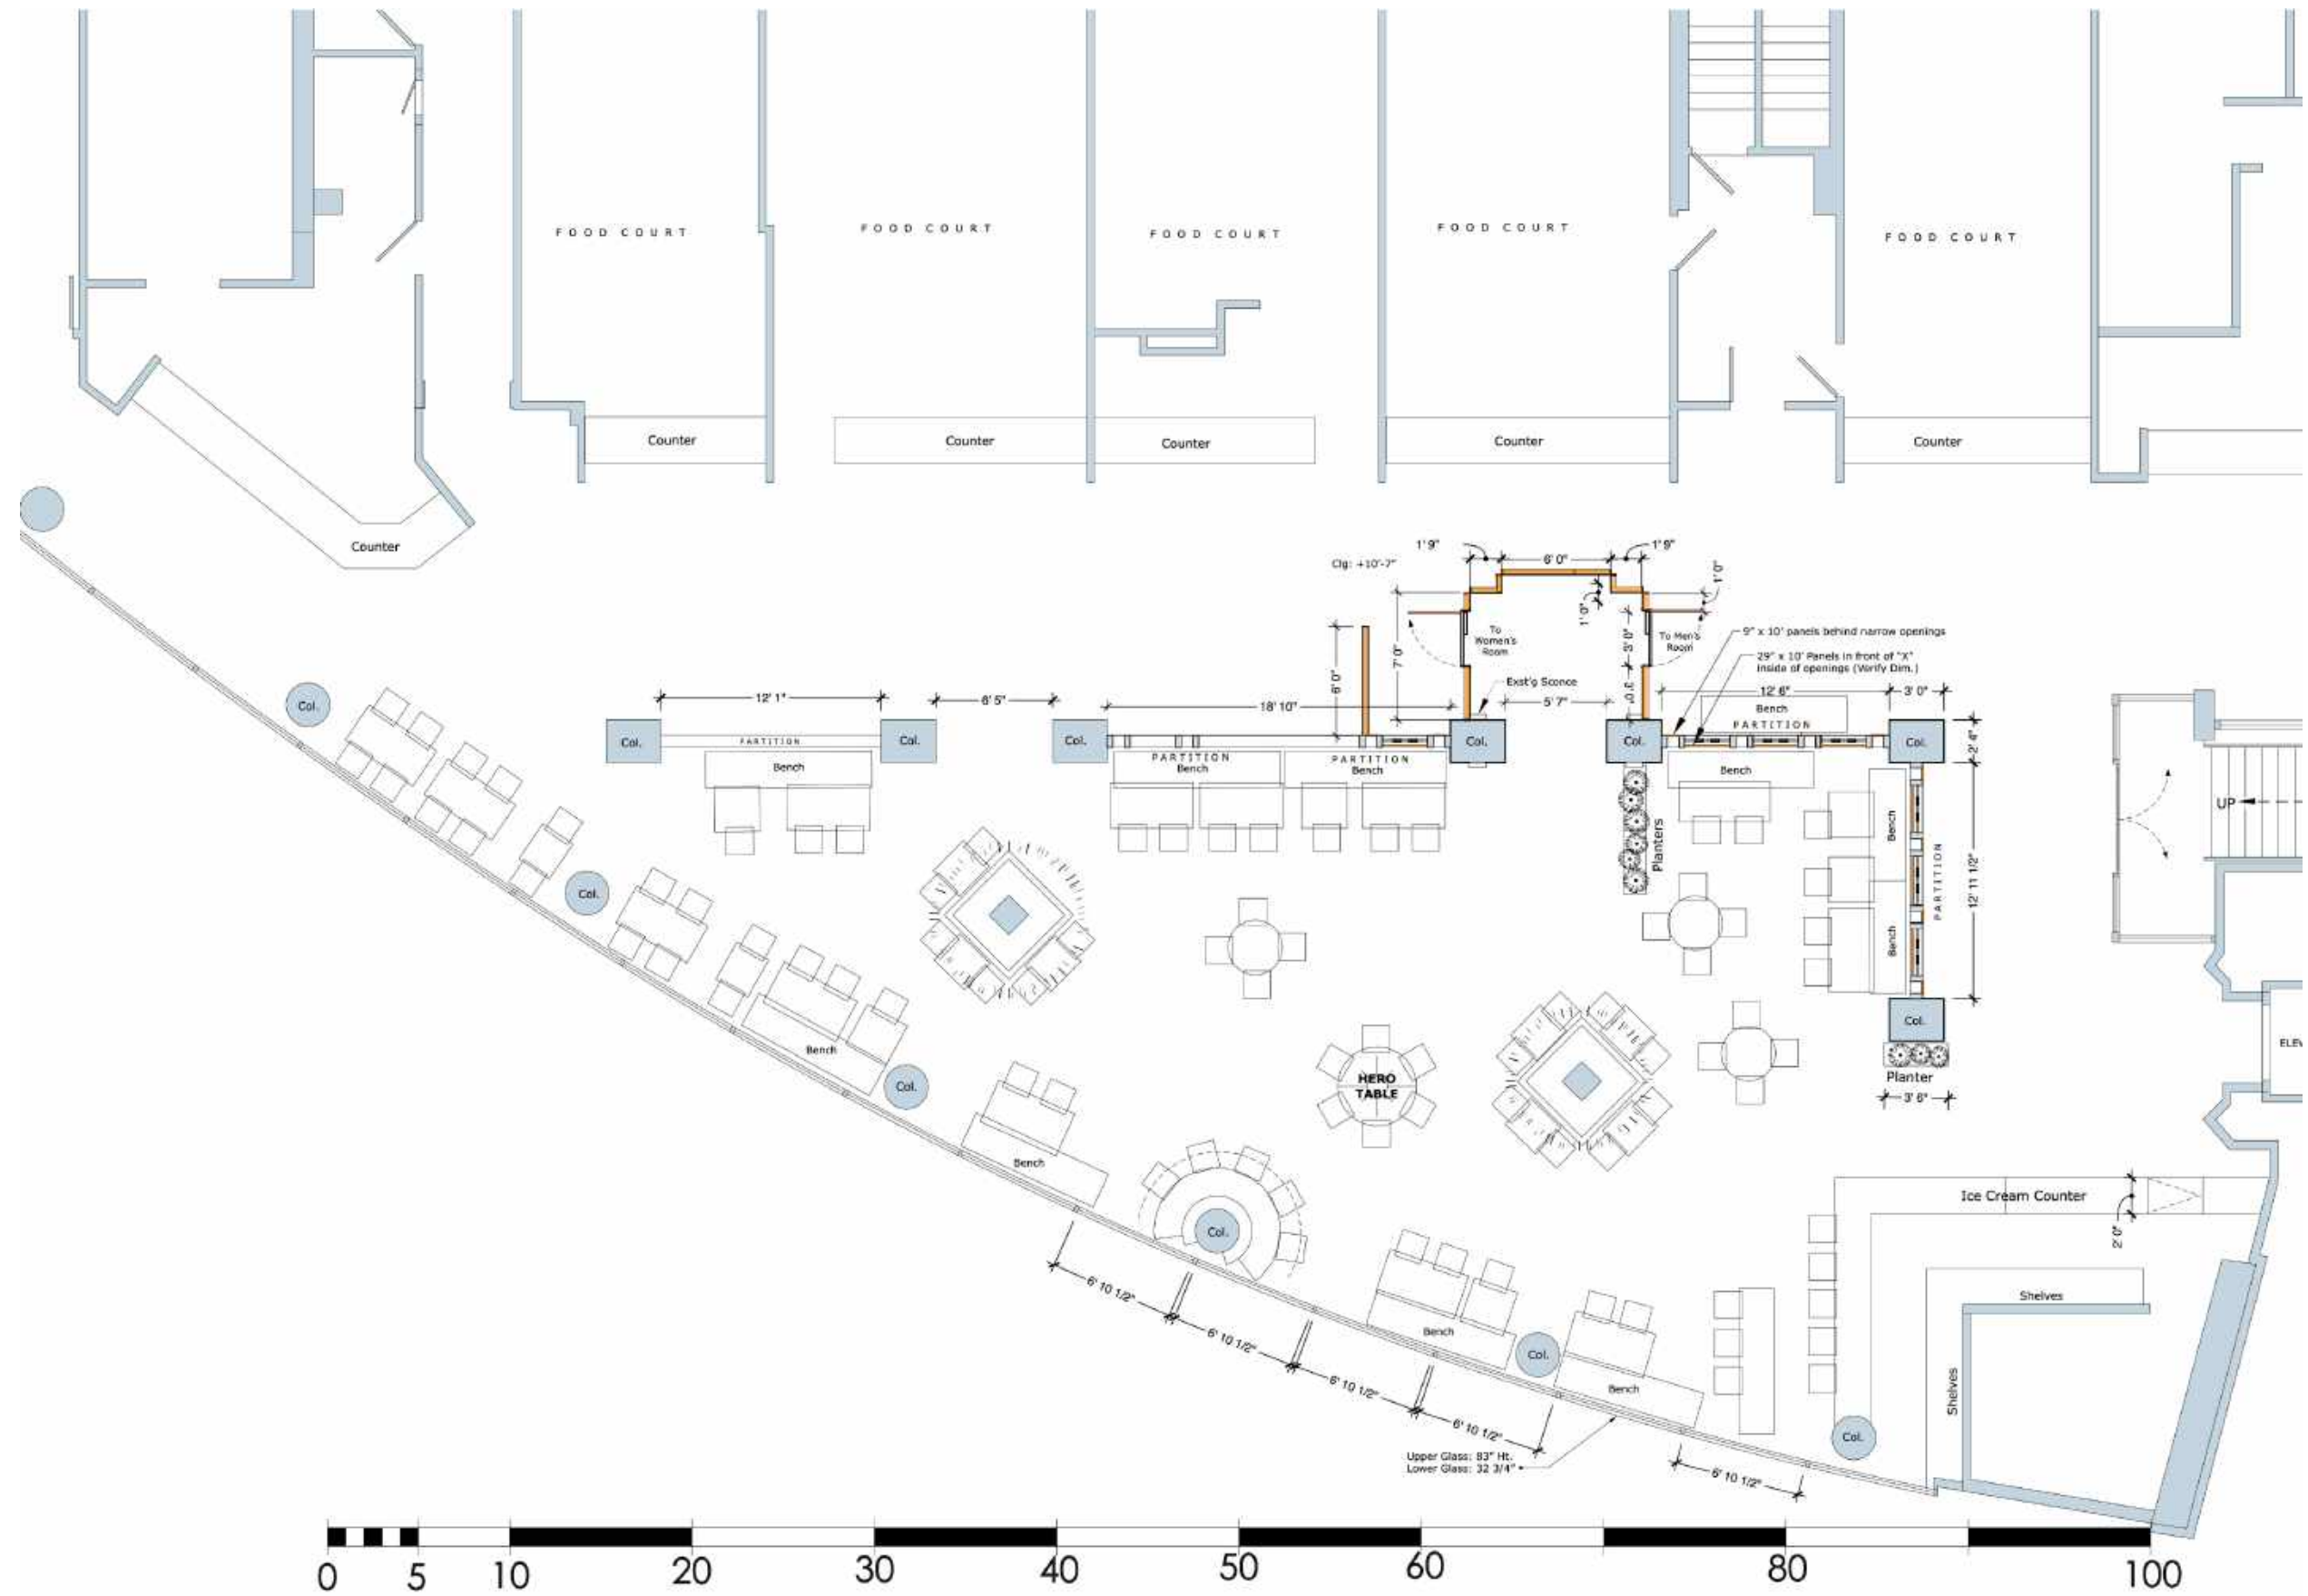 FOOD COURT
FOOD COURT
FOOD COURT
FOOD COURT
FOOD COURT
Counter
Counter
Counter
Counter
Counter
Counter
1' 9"
6' 0"
1' 9"
Clg: +10'-7"
1' 0"
1' 0"
To
Women's
Room
3' 0"
To Men's
Room
9" x 10' panels behind narrow openings
29" x 10' Panels in front of "X"
inside of openings (Verify Dim.)
7' 0"
6' 0"
Exst'g Sconce
5' 7"
12' 6"
3' 0"
Bench
PARTITION
Col.
12' 1"
6' 5"
18' 10"
Col.
PARTITION
Col.
Col.
Col.
Col.
Col.
2' 4"
Bench
PARTITION
Bench
PARTITION
Bench
Bench
Planters
Bench
Bench
PARTITION
12' 11 1/2"
UP
Col.
Col.
Planter
3' 6"
Bench
Col.
HERO
TABLE
Bench
Col.
Ice Cream Counter
2' 0"
Shelves
Shelves
6' 10 1/2"
6' 10 1/2"
6' 10 1/2"
6' 10 1/2"
6' 10 1/2"
Bench
Col.
Bench
Col.
Upper Glass: 83" Ht.
Lower Glass: 32 3/4"
0 5 10 20 30 40 50 60 80 100